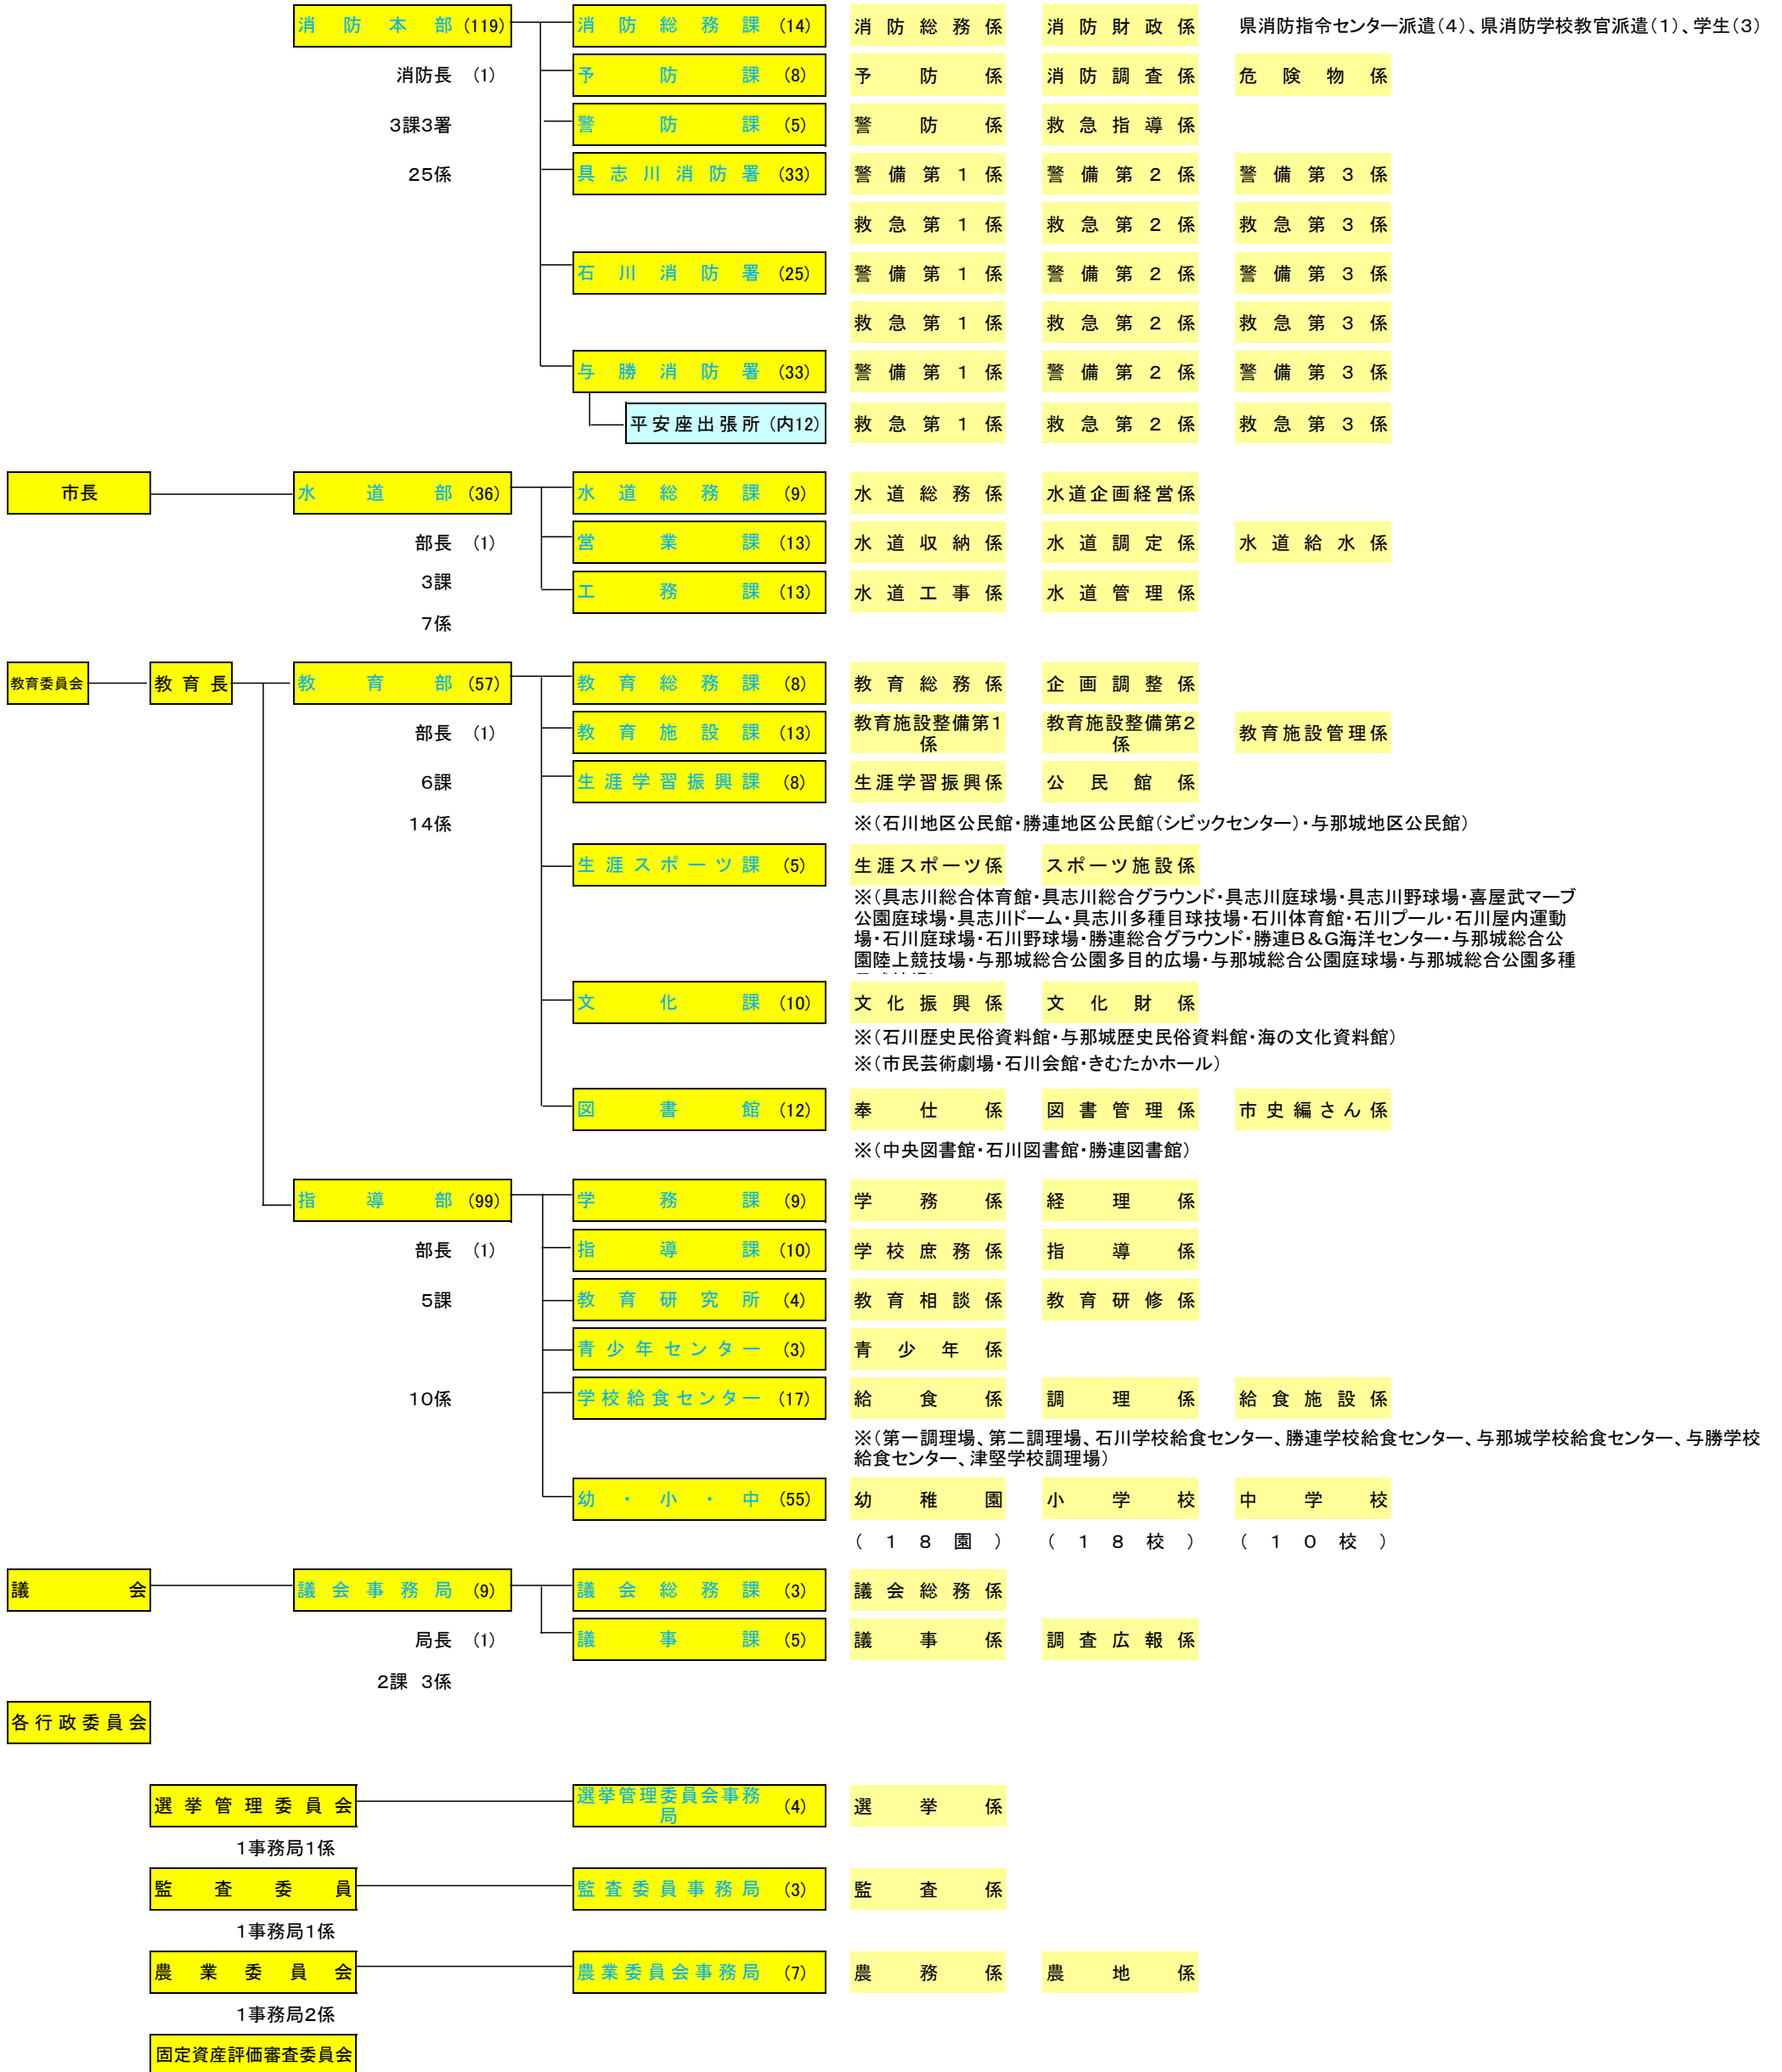 消防本部 (119) 消防総務課 (14) 消防総務係 消防財政係 県消防指令センター派遣(4)、県消防学校教官派遣(1)、学生(3)
消防長 (1) 予防課 (8) 予防係 消防調査係 危険物係
3課3署 警防課 (5) 警防係 救急指導係
25係 具志川消防署 (33) 警備第1係 警備第2係 警備第3係
救急第1係 救急第2係 救急第3係
石川消防署 (25) 警備第1係 警備第2係 警備第3係
救急第1係 救急第2係 救急第3係
与勝消防署 (33) 警備第1係 警備第2係 警備第3係
平安座出張所 (内12) 救急第1係 救急第2係 救急第3係
市長 水道部 (36) 水道総務課 (9) 水道総務係 水道企画経営係
部長 (1) 営業課 (13) 水道収納係 水道調定係 水道給水係
3課 工務課 (13) 水道工事係 水道管理係
7係
教育委員会 教育長 教育部 (57) 教育総務課 (8) 教育総務係 企画調整係
部長 (1) 教育施設課 (13) 教育施設整備第1係 教育施設整備第2係 教育施設管理係
6課 生涯学習振興課 (8) 生涯学習振興係 公民館係
14係 ※(石川地区公民館・勝連地区公民館(シビックセンター)・与那城地区公民館)
生涯スポーツ課 (5) 生涯スポーツ係 スポーツ施設係
※(具志川総合体育館・具志川総合グラウンド・具志川庭球場・具志川野球場・喜屋武マーブ
公園庭球場・具志川ドーム・具志川多種目球技場・石川体育館・石川プール・石川屋内運動
場・石川庭球場・石川野球場・勝連総合グラウンド・勝連B&G海洋センター・与那城総合公
園陸上競技場・与那城総合公園多目的広場・与那城総合公園庭球場・与那城総合公園多種
文化課 (10) 文化振興係 文化財係
※(石川歴史民俗資料館・与那城歴史民俗資料館・海の文化資料館)
※(市民芸術劇場・石川会館・きむたかホール)
図書館 (12) 奉仕係 図書管理係 市史編さん係
※(中央図書館・石川図書館・勝連図書館)
指導部 (99) 学務課 (9) 学務係 経理係
部長 (1) 指導課 (10) 学校庶務係 指導係
5課 教育研究所 (4) 教育相談係 教育研修係
青少年センター (3) 青少年係
10係 学校給食センター (17) 給食係 調理係 給食施設係
※(第一調理場、第二調理場、石川学校給食センター、勝連学校給食センター、与那城学校給食センター、与勝学校
給食センター、津堅学校調理場)
幼・小・中 (55) 幼稚園 小学校 中学校
(18園) (18校) (10校)
議会 議会事務局 (9) 議会総務課 (3) 議会総務係
局長 (1) 議事課 (5) 議事係 調査広報係
2課 3係
各行政委員会
選挙管理委員会 選挙管理委員会事務局 (4) 選挙係
1事務局1係
監査委員 監査委員事務局 (3) 監査係
1事務局1係
農業委員会 農業委員会事務局 (7) 農務係 農地係
1事務局2係
固定資産評価審査委員会